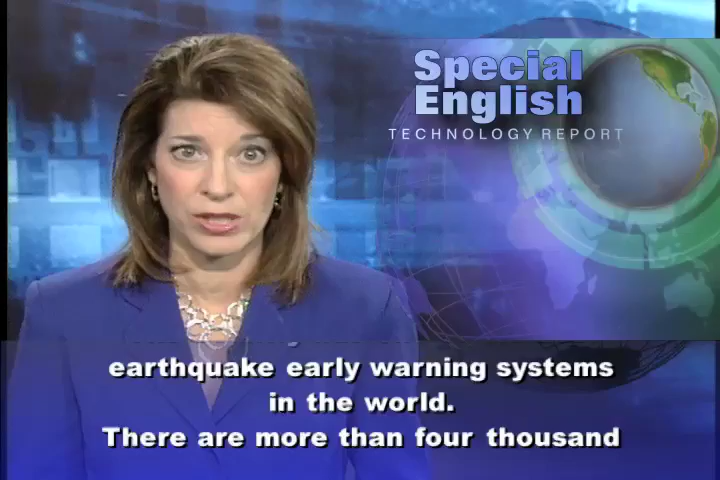 Special
English
TECHNOLOGY REPORT
earthquake early warning systems
in the world.
There are more than four thousand